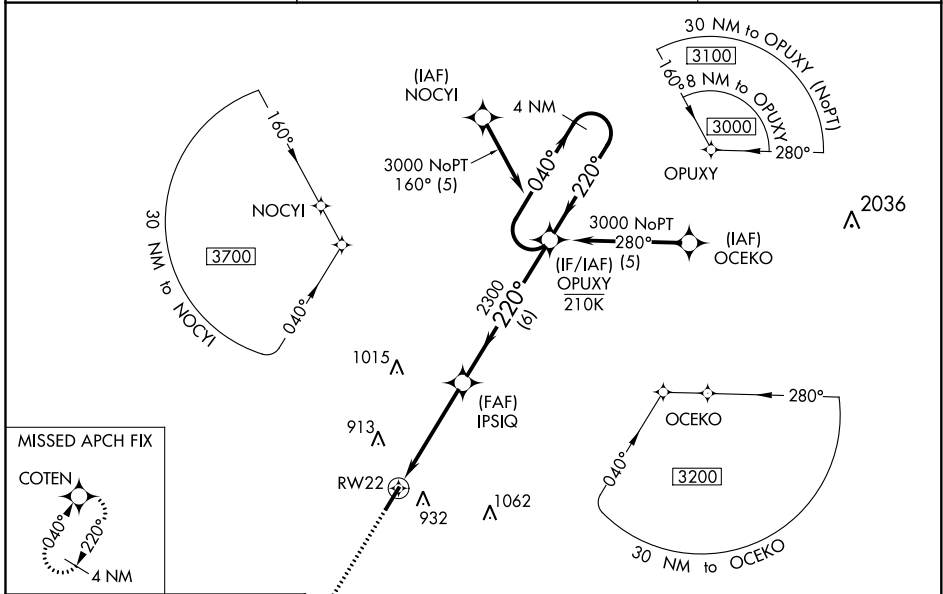 (IAF)
NOCYI
4 NM
3000 NoPT
160° (5)
040°
220°
30 NM to OPUXY (NoPT)
3100
160°
8 NM to OPUXY
3000
280°
OPUXY
2036
160°
NOCYI
30 NM to NOCYI
3700
040°
3000 NoPT
280°
(5)
(IAF)
OCEKO
(IF/IAF)
OPUXY
210K
2300
220°
(6)
1015
(FAF)
IPSIQ
913
RW22
932
1062
280°
OCEKO
040°
3200
30 NM to OCEKO
MISSED APCH FIX
COTEN
040°
220°
4 NM